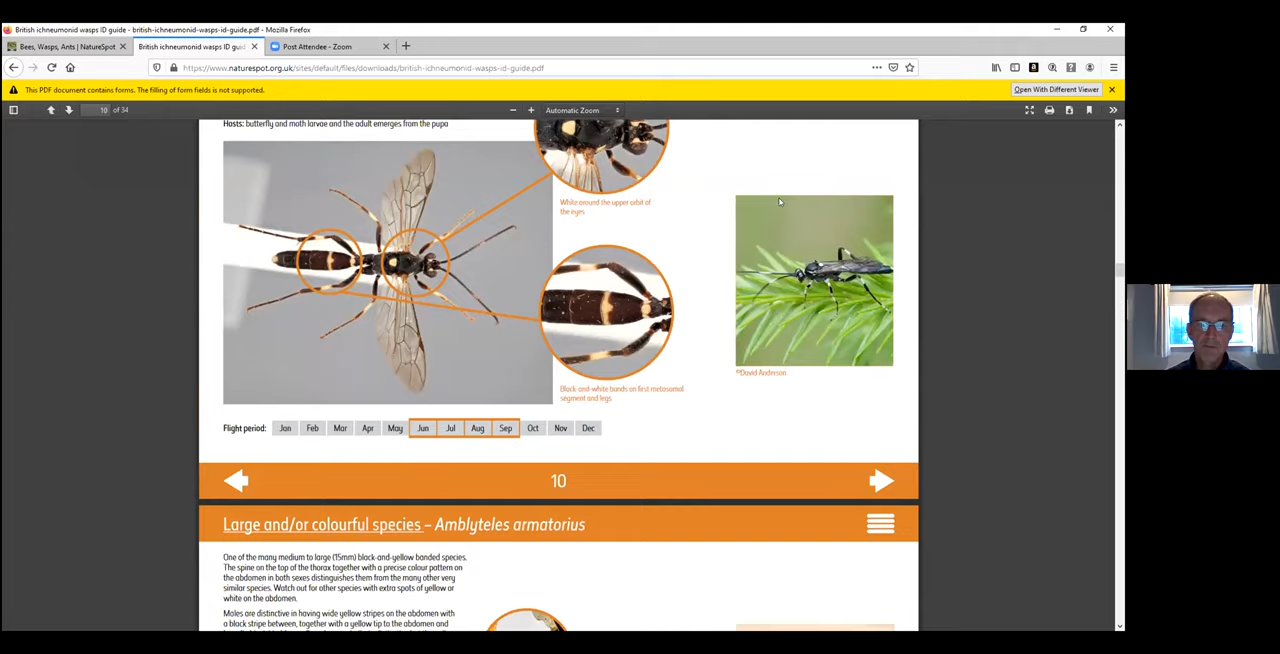 British ichneumonid wasps ID guide - british-ichneumonid-wasps-id-guide.pdf - Mozilla Firefox
Bees, Wasps, Ants | NatureSpot
British ichneumonid wasps ID guid
Post Attendee - Zoom
https://www.naturespot.org.uk/sites/default/files/downloads/british-ichneumonid-wasps-id-guide.pdf
This PDF document contains forms. The filling of form fields is not supported.
Open With Different Viewer
10 of 34
Automatic Zoom
Hosts: butterfly and moth larvae and the adult emerges from the pupa
White around the upper orbit of
the eyes
©David Anderson
Black-and-white bands on first metasomal
segment and legs
Flight period: Jan Feb Mar Apr May Jun Jul Aug Sep Oct Nov Dec
10
Large and/or colourful species – Amblyteles armatorius
One of the many medium to large (15mm) black-and-yellow banded species.
The spine on the top of the thorax together with a precise colour pattern on
the abdomen in both sexes distinguishes them from the many other very
similar species. Watch out for other species with extra spots of yellow or
white on the abdomen.
Males are distinctive in having wide yellow stripes on the abdomen with
a black stripe between, together with a yellow tip to the abdomen and